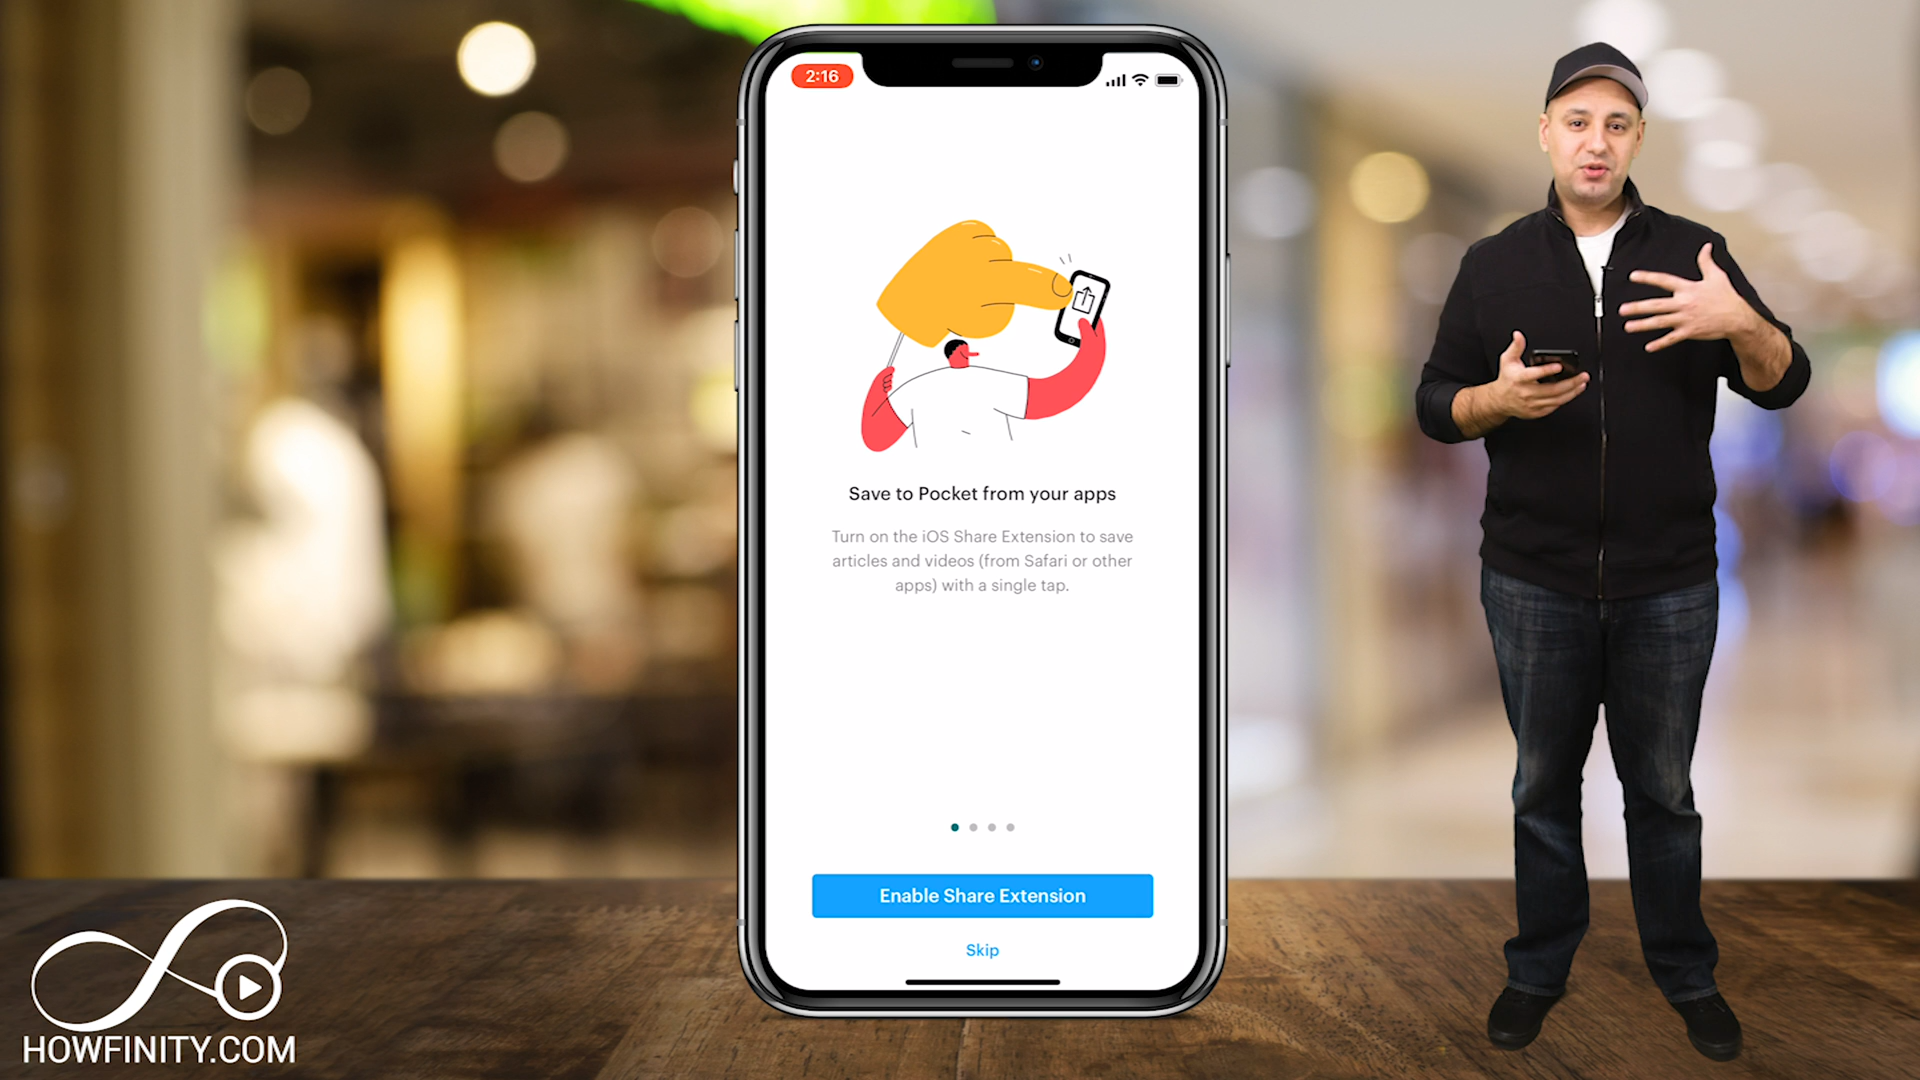 2:16
Save to Pocket from your apps
Turn on the iOS Share Extension to save
articles and videos (from Safari or other
apps) with a single tap.
Enable Share Extension
Skip
HOWFINITY.COM